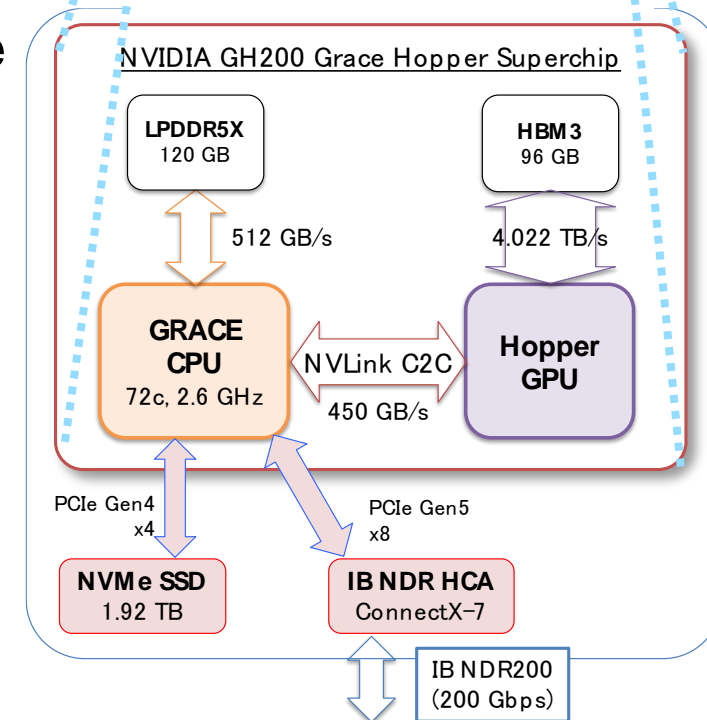 e
NVIDIA GH200 Grace Hopper Superchip
LPDDR5X
120 GB
HBM3
96 GB
512 GB/s
4.022 TB/s
GRACE
CPU
72c, 2.6 GHz
NVLink C2C
450 GB/s
Hopper
GPU
PCIe Gen4
x4
PCIe Gen5
x8
NVMe SSD
1.92 TB
IB NDR HCA
ConnectX-7
IB NDR200
(200 Gbps)